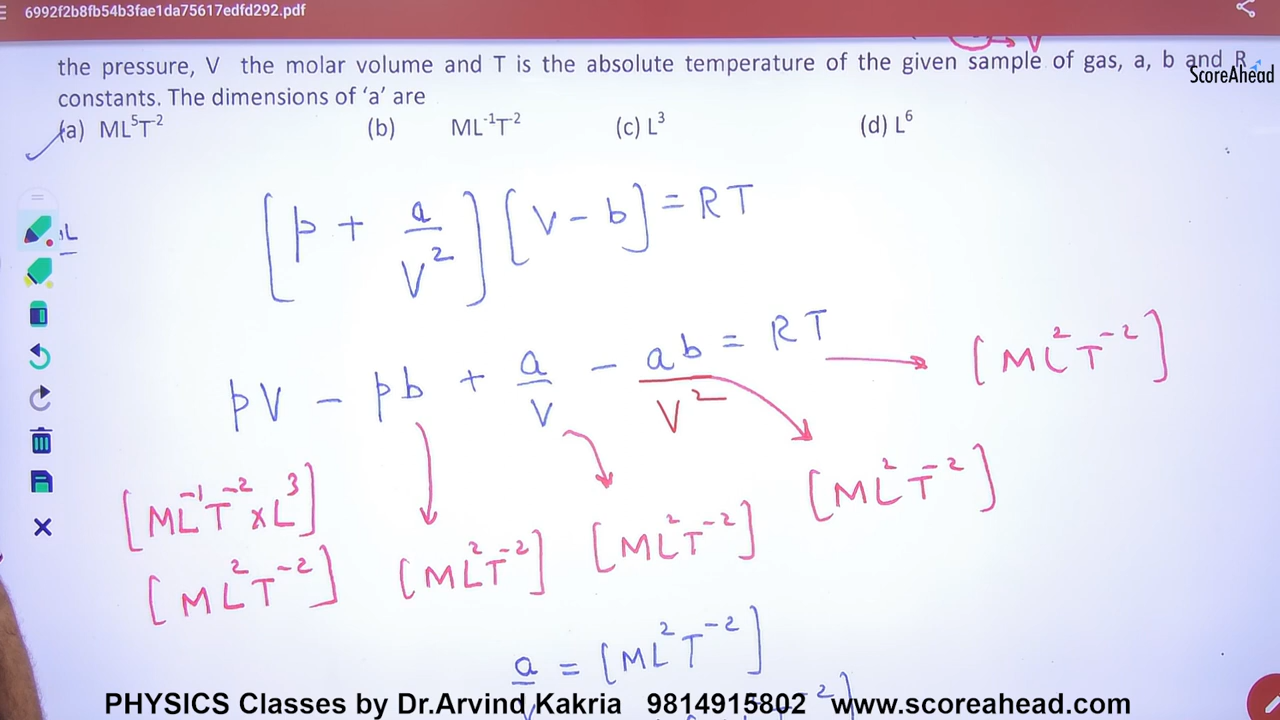 6992f2b8fb54b3fae1da75617edfd292.pdf
V
the pressure, V the molar volume and T is the absolute temperature of the given sample of gas, a, b and R
ScoreAhead
constants. The dimensions of ‘a’ are
(a) ML⁵T⁻² (b) ML⁻¹T⁻² (c) L³ (d) L⁶
[p + a/V²] [V – b] = RT
pV – pb + a/V – ab/V² = RT → [ML²T⁻²]
[ML⁻¹T⁻² x L³]
[ML²T⁻²] [ML²T⁻²] [ML²T⁻²] [ML²T⁻²]
a/V = [ML²T⁻²]
PHYSICS Classes by Dr.Arvind Kakria 9814915802 www.scoreahead.com